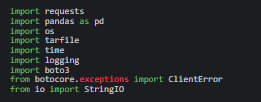 import requests
import pandas as pd
import os
import tarfile
import time
import logging
import boto3
from botocore.exceptions import ClientError
from io import StringIO